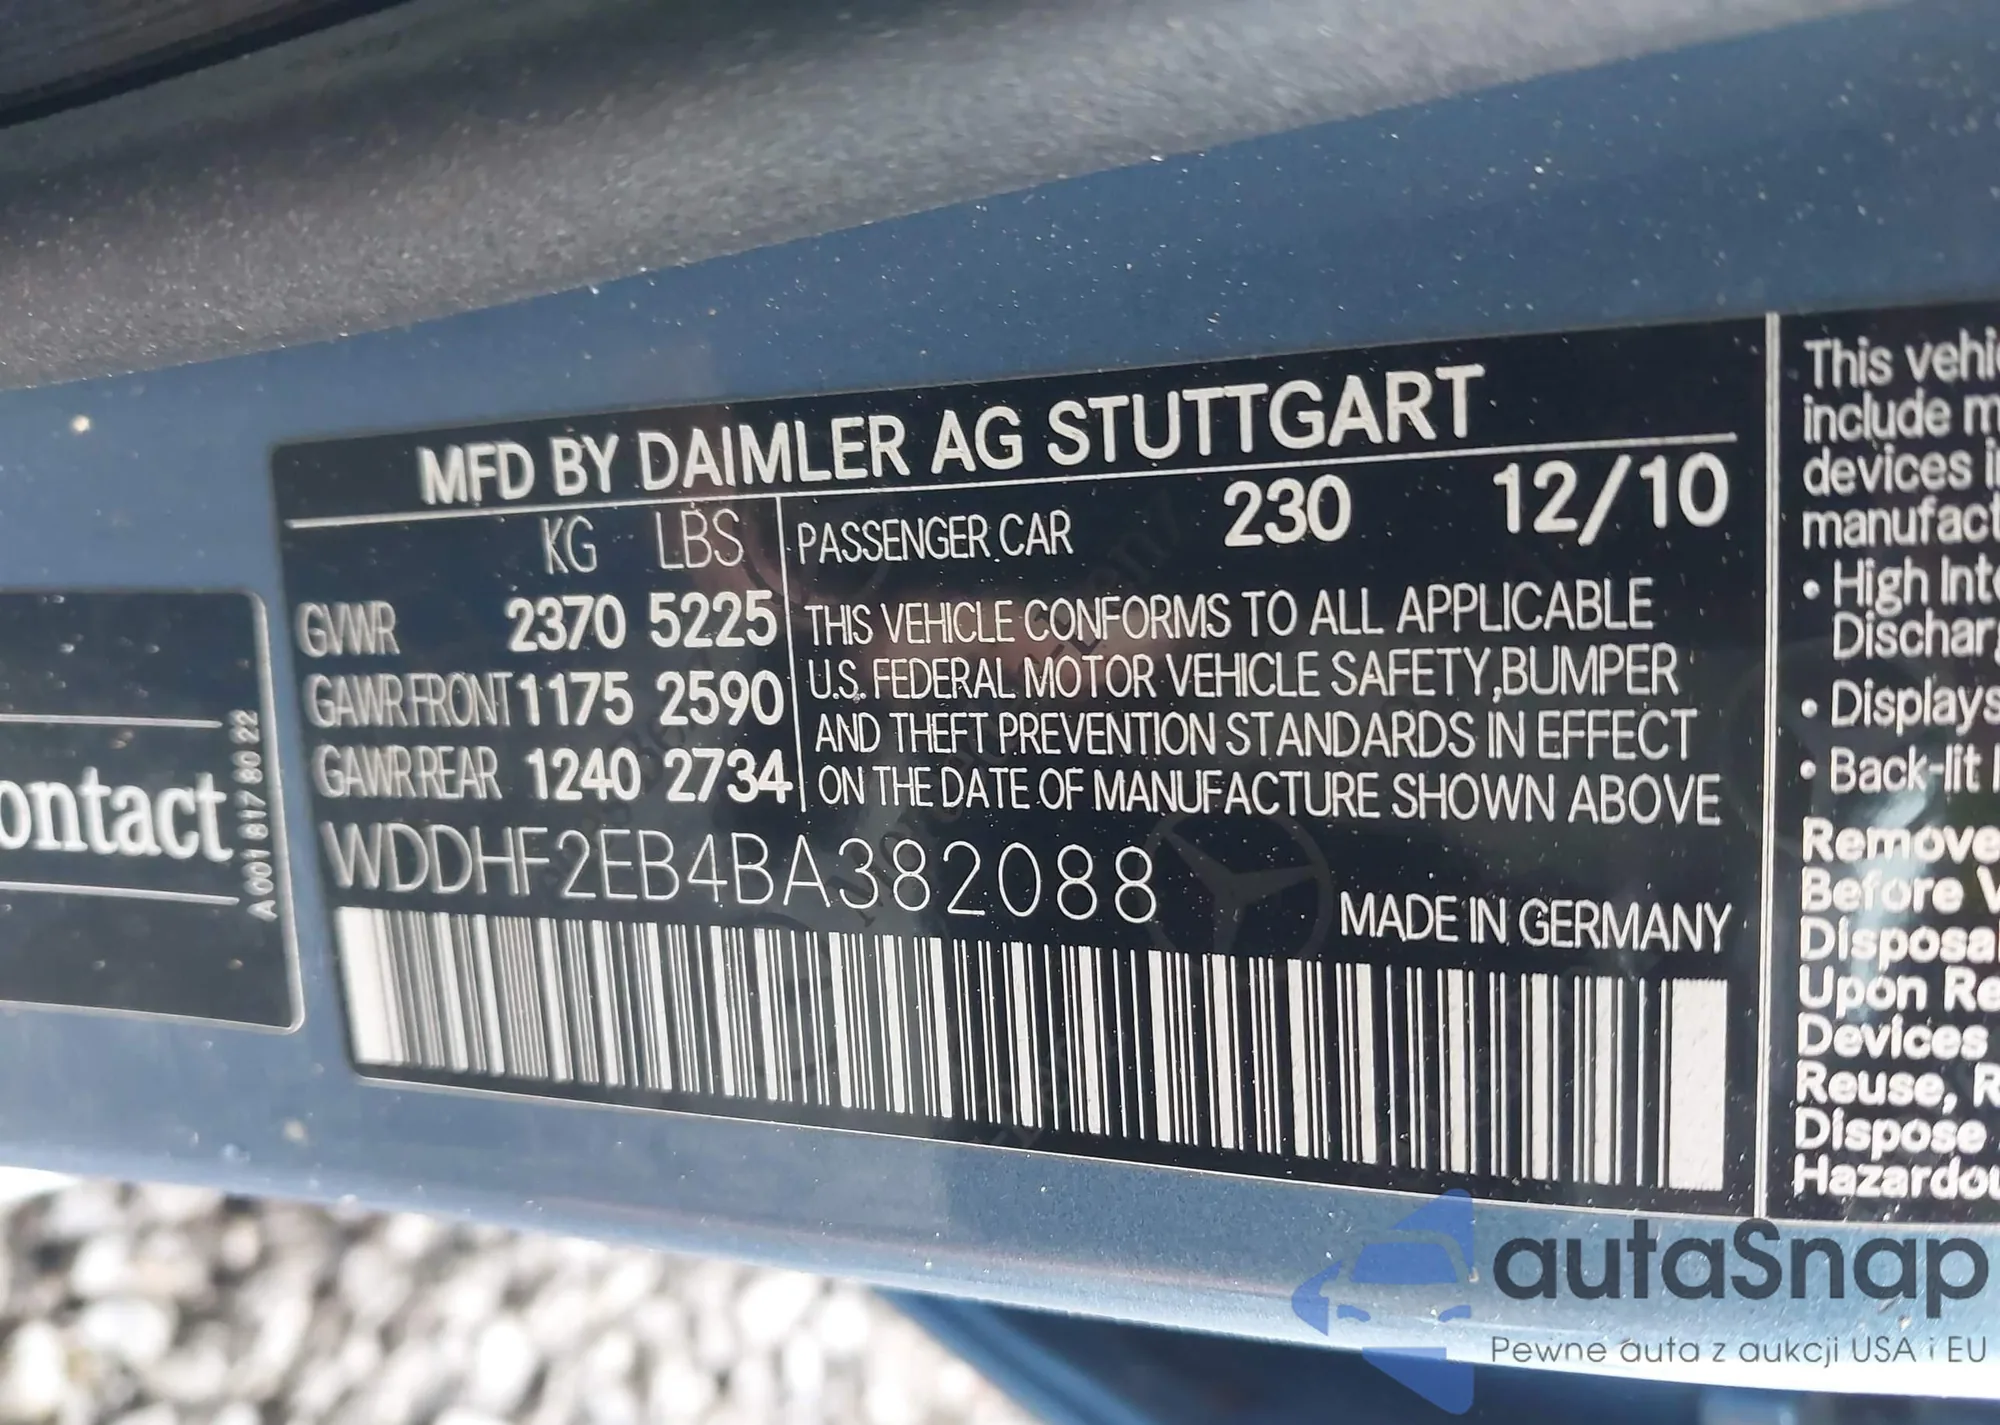 MFD BY DAIMLER AG STUTTGART
KG LBS
PASSENGER CAR 230 12/10
GVWR 2370 5225
GAWR FRONT 1175 2590
GAWR REAR 1240 2734
THIS VEHICLE CONFORMS TO ALL APPLICABLE
U.S. FEDERAL MOTOR VEHICLE SAFETY, BUMPER
AND THEFT PREVENTION STANDARDS IN EFFECT
ON THE DATE OF MANUFACTURE SHOWN ABOVE
WDDHF2EB4BA382088
MADE IN GERMANY
ontact
A 001 817 80 22
This vehic
include m
devices i
manufact
• High Inte
Discharg
• Displays
• Back-lit
Remove
Before V
Disposa
Upon Re
Devices
Reuse, R
Dispose
Hazardou
autaSnap
Pewne auta z aukcji USA i EU